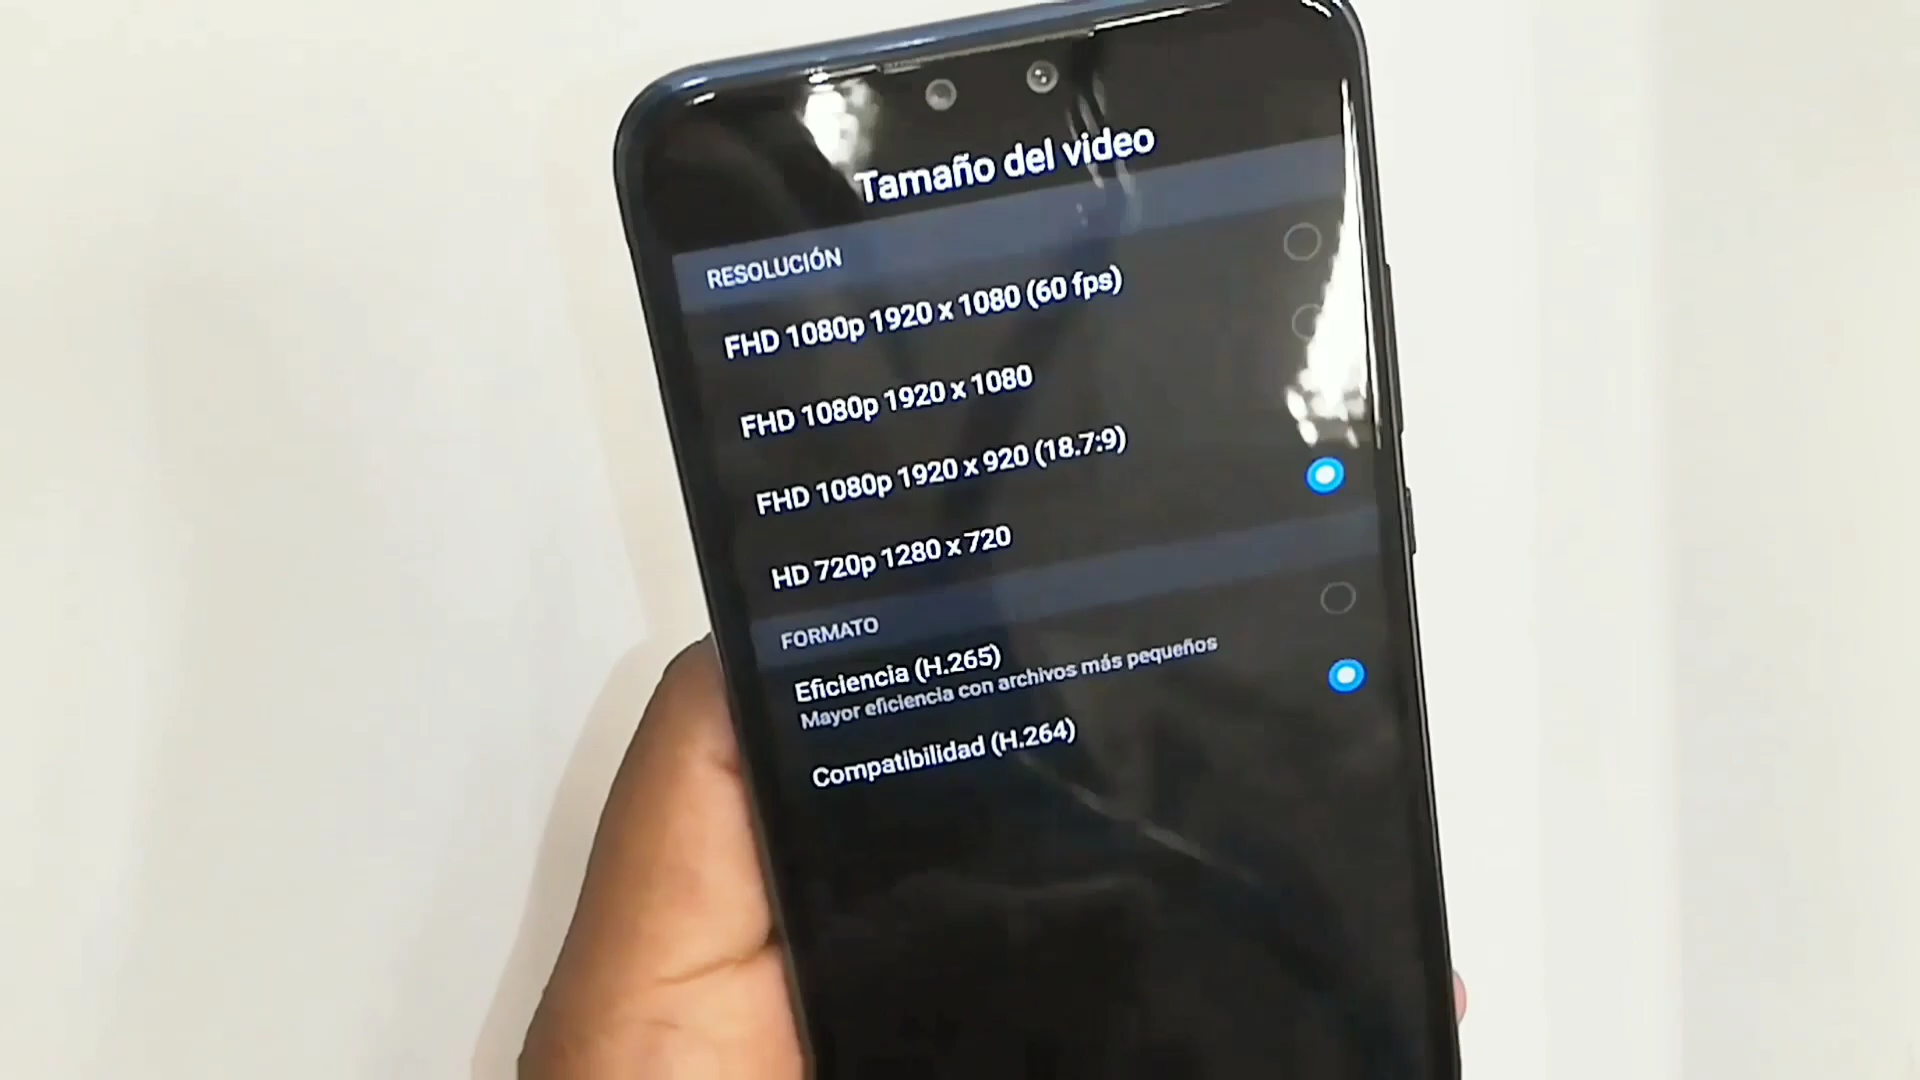 Tamaño del video
RESOLUCIÓN
FHD 1080p 1920 x 1080 (60 fps)
FHD 1080p 1920 x 1080
FHD 1080p 1920 x 920 (18.7:9)
HD 720p 1280 x 720
FORMATO
Eficiencia (H.265)
Mayor eficiencia con archivos más pequeños
Compatibilidad (H.264)